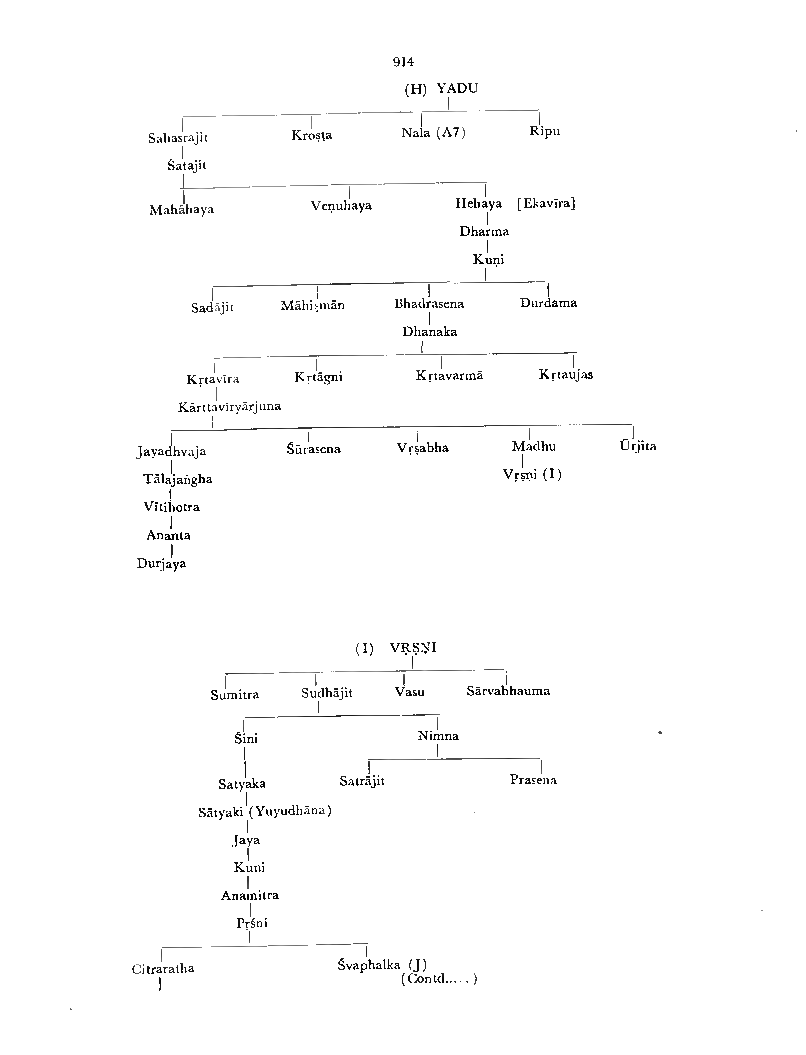 914
(H) YADU
Sahasrajit Kroṣṭa Nala (A7) Ripu
Śatajit
Mahāhaya Veṇuhaya Hehaya [Ekavīra]
Dharma
Kuṇi
Sadājit Māhiṣmān Bhadrasena Durdama
Dhanaka
Kṛtavīra Kṛtāgni Kṛtavarmā Kṛtaujas
Kārttavīryārjuna
Jayadhvaja Śūrasena Vṛṣabha Madhu Ūrjita
Tālajaṅgha Vṛṣṇi (I)
Vītihotra
Ananta
Durjaya
(I) VṚṢṆI
Sumitra Sudhājit Vasu Sārvabhauma
Śini Nimna
Satyaka Satrājit Prasena
Sātyaki (Yuyudhāna)
Jaya
Kuni
Anamitra
Pṛśni
Citraratha Śvaphalka (J)
(Contd.....)